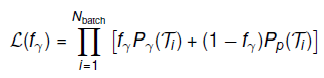 ℒ(f_γ) = ∏_{i=1}^{N_batch} [f_γ P_γ(𝒯_i) + (1 − f_γ)P_p(𝒯_i)]